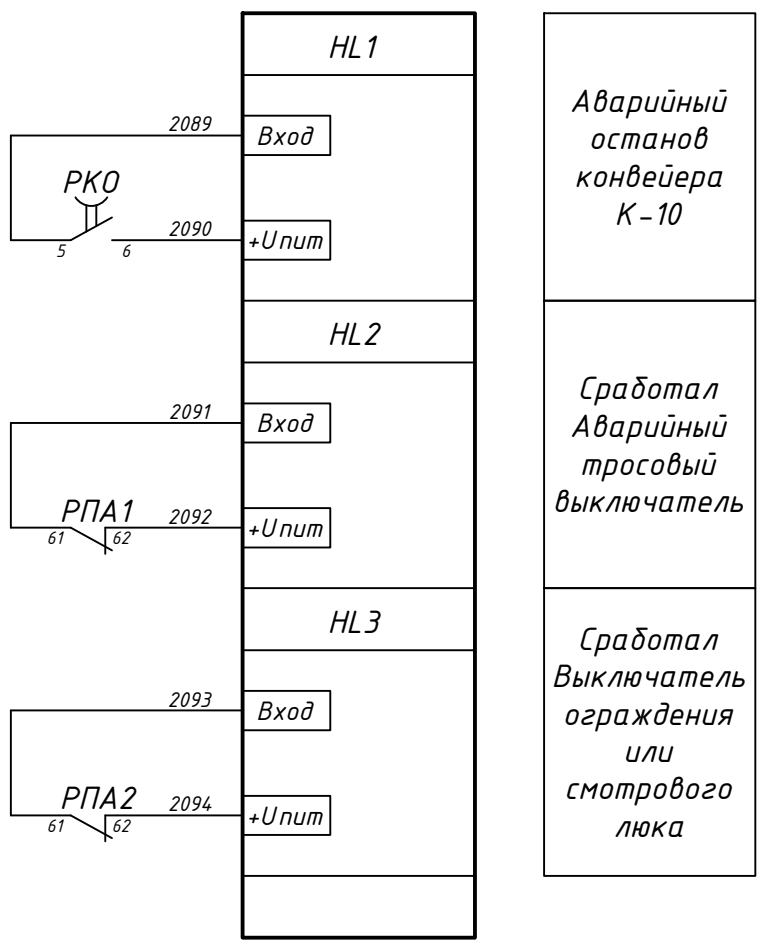 HL1
2089
Вход
РКО
5
6
2090
+Uпит
Аварийный
останов
конвейера
К-10
HL2
2091
Вход
РПА1
61
62
2092
+Uпит
Сработал
Аварийный
тросовый
выключатель
HL3
2093
Вход
РПА2
61
62
2094
+Uпит
Сработал
Выключатель
ограждения
или
смотрового
люка